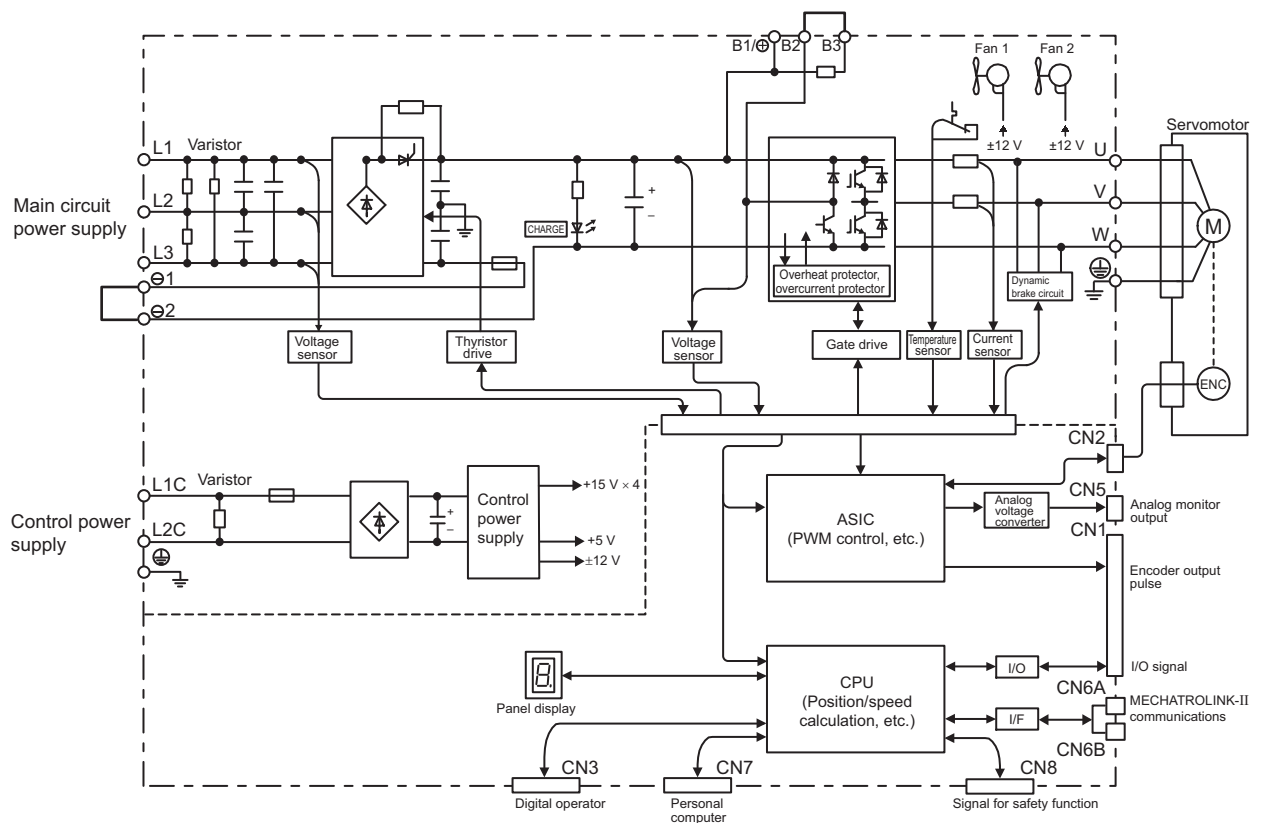 B1/⊕
B2
B3
Fan 1
Fan 2
±12 V
±12 V
Servomotor
Main circuit
power supply
L1
Varistor
L2
L3
⊖1
⊖2
CHARGE
+
–
Overheat protector,
overcurrent protector
U
V
W
M
Dynamic
brake circuit
Voltage
sensor
Thyristor
drive
Voltage
sensor
Gate drive
Temperature
sensor
Current
sensor
ENC
CN2
Control power
supply
L1C
Varistor
L2C
+
–
Control
power
supply
+15 V × 4
+5 V
±12 V
ASIC
(PWM control, etc.)
Analog
voltage
converter
CN5
Analog monitor
output
CN1
Encoder output
pulse
I/O
I/O signal
CPU
(Position/speed
calculation, etc.)
I/F
CN6A
MECHATROLINK-II
communications
CN6B
8.
Panel display
CN3
Digital operator
CN7
Personal
computer
CN8
Signal for safety function